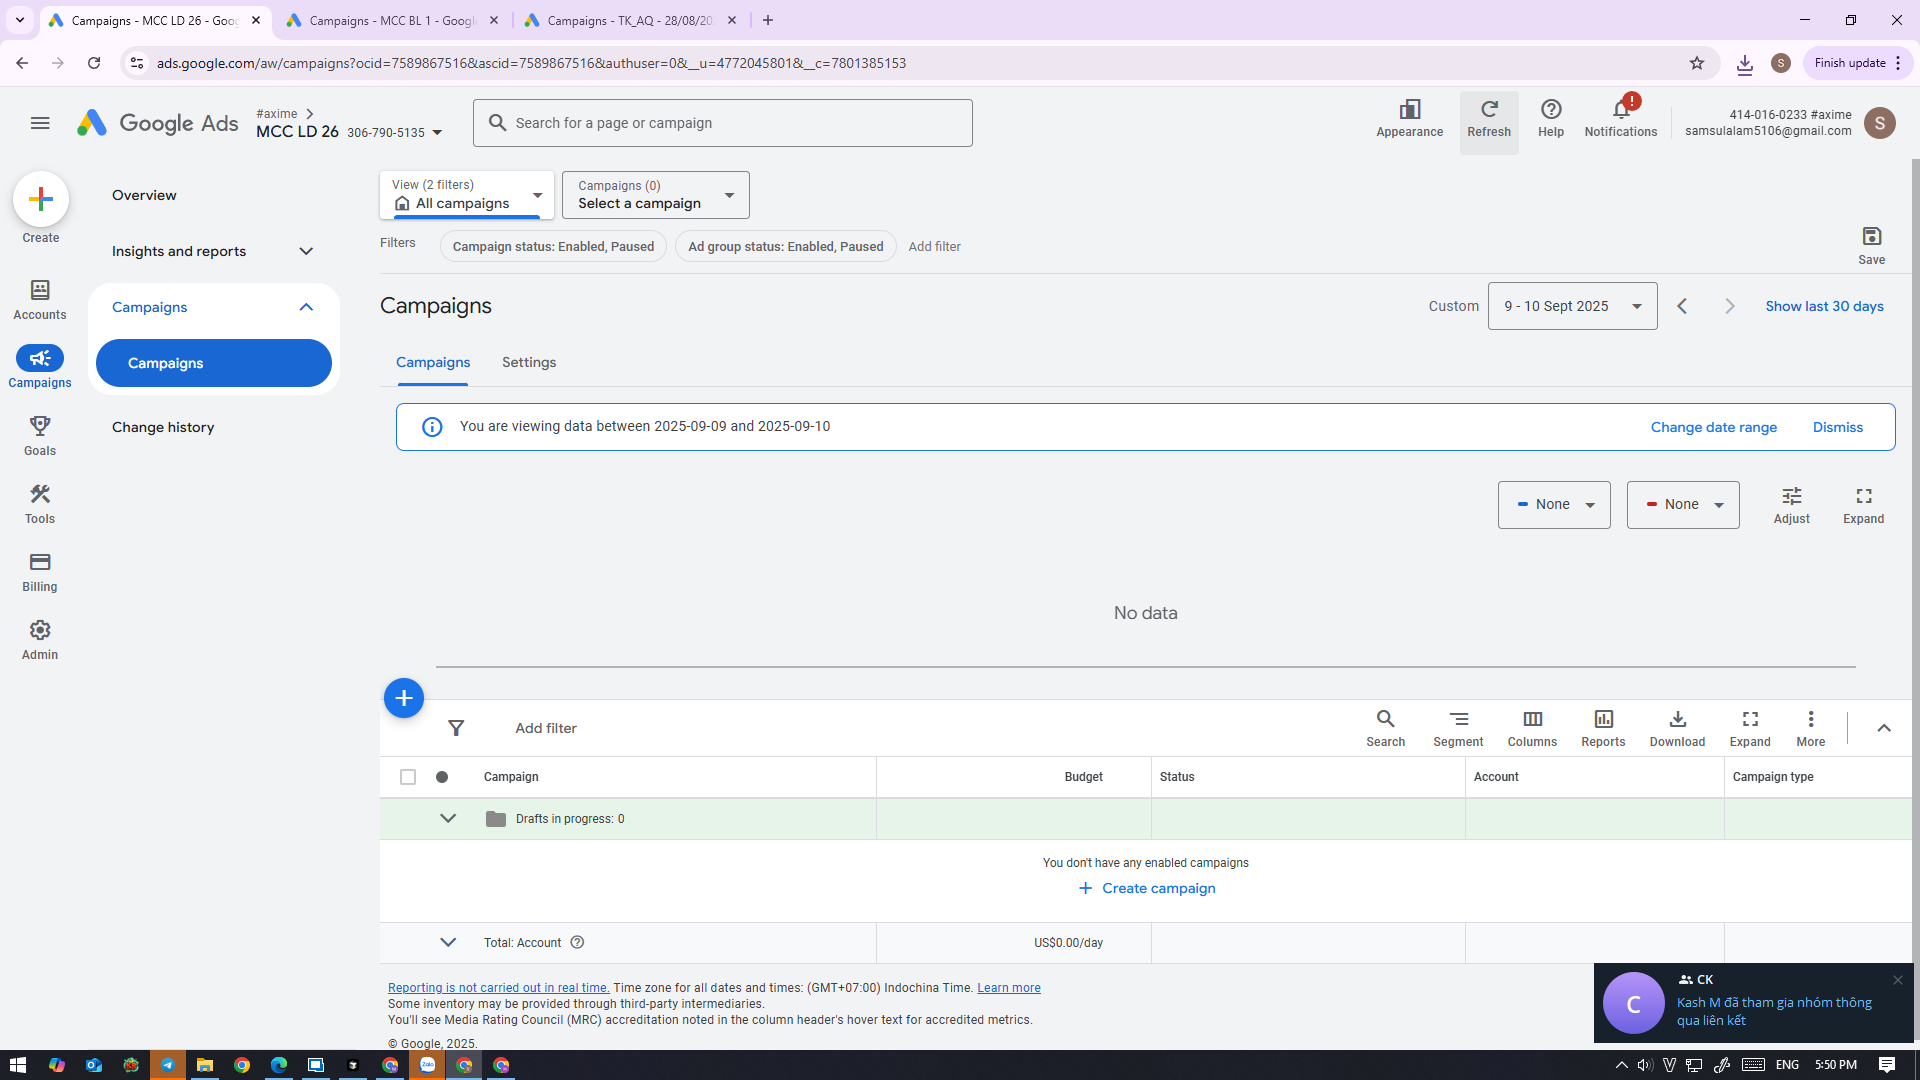 Campaigns - MCC LD 26 - Goog
Campaigns - MCC BL 1 - Googl
Campaigns - TK_AQ - 28/08/20
ads.google.com/aw/campaigns?ocid=7589867516&ascid=7589867516&authuser=0&__u=4772045801&__c=7801385153
S
Finish update
Google Ads
#axime
MCC LD 26 306-790-5135
Search for a page or campaign
Appearance
Refresh
Help
!
Notifications
414-016-0233 #axime
samsulalam5106@gmail.com
S
Create
Accounts
Campaigns
Goals
Tools
Billing
Admin
Overview
Insights and reports
Campaigns
Campaigns
Change history
View (2 filters)
All campaigns
Campaigns (0)
Select a campaign
Filters
Campaign status: Enabled, Paused
Ad group status: Enabled, Paused
Add filter
Save
Campaigns
Custom
9 - 10 Sept 2025
Show last 30 days
Campaigns
Settings
You are viewing data between 2025-09-09 and 2025-09-10
Change date range
Dismiss
None
None
Adjust
Expand
No data
Add filter
Search
Segment
Columns
Reports
Download
Expand
More
Campaign
Budget
Status
Account
Campaign type
Drafts in progress: 0
You don't have any enabled campaigns
Create campaign
Total: Account
US$0.00/day
Reporting is not carried out in real time. Time zone for all dates and times: (GMT+07:00) Indochina Time. Learn more
Some inventory may be provided through third-party intermediaries.
You'll see Media Rating Council (MRC) accreditation noted in the column header's hover text for accredited metrics.
© Google, 2025.
C
CK
Kash M đã tham gia nhóm thông
qua liên kết
Zalo
ENG
5:50 PM